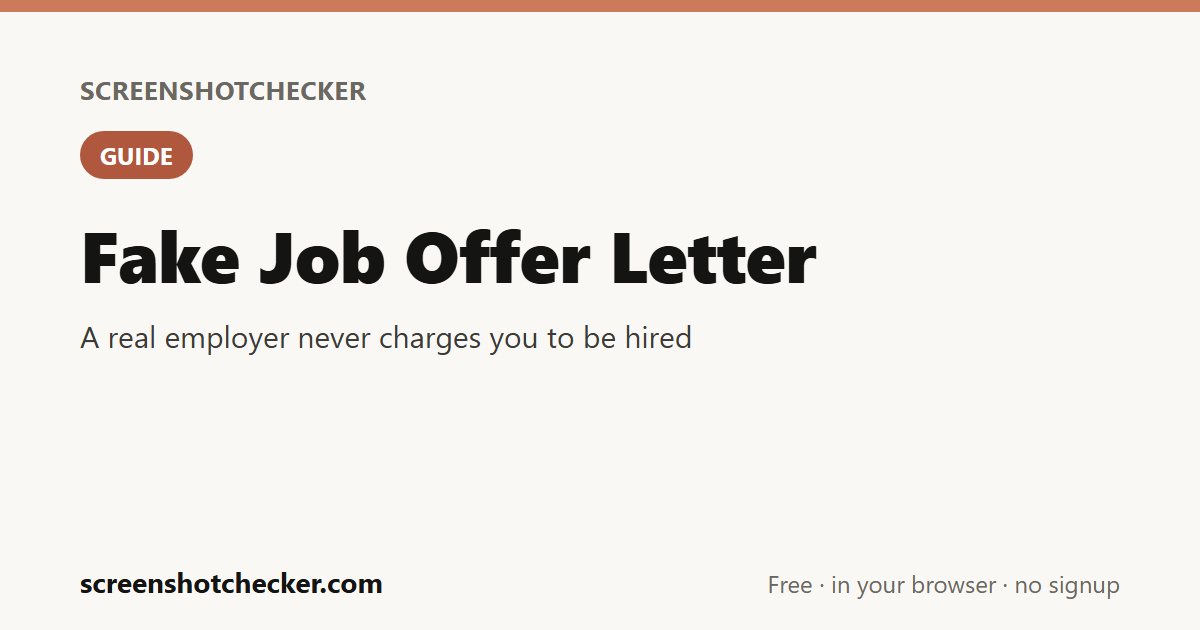 SCREENSHOTCHECKER
GUIDE
Fake Job Offer Letter
A real employer never charges you to be hired
screenshotchecker.com
Free · in your browser · no signup